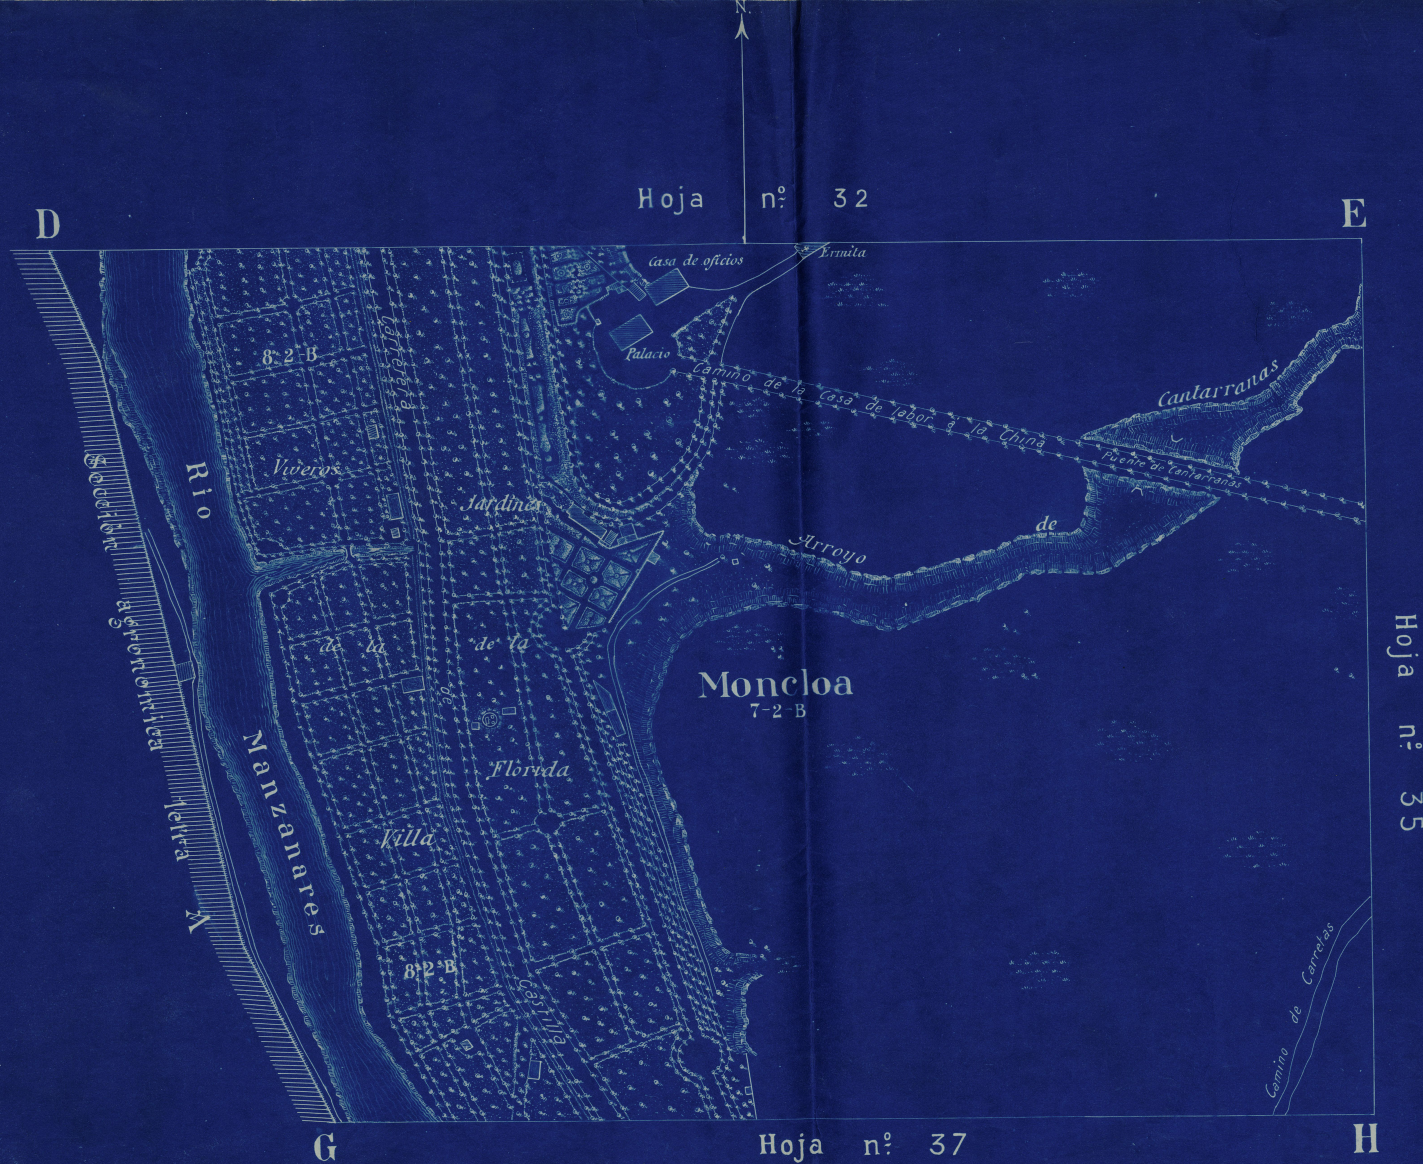 N.
Hoja nº 32
D
E
Casa de oficios
Ermita
Palacio
8-2-B
Carretera
Camino de la Casa de labor a la China
Cantarranas
Puente de Cantarranas
Viveros
Rio
Jardines
Arroyo
de
Sección agronómica
de la
de la
Moncloa
7-2-B
Hoja nº 35
de
Manzanares
Florida
Villa
Tierra
V
8-2-B
Castilla
Camino de Carretas
G
Hoja nº 37
H